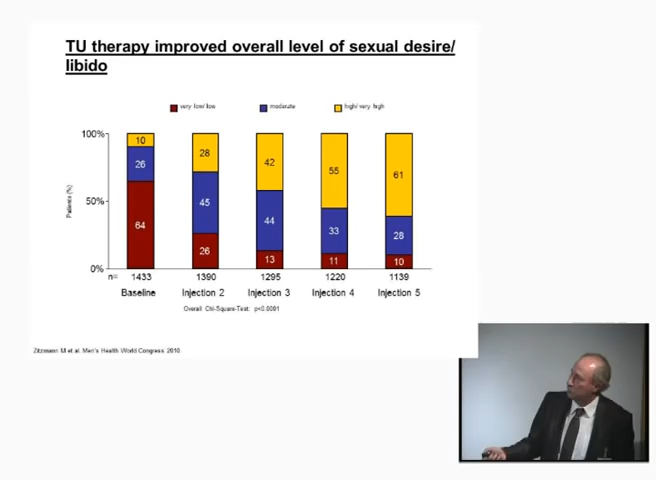 TU therapy improved overall level of sexual desire/
libido
very low/ low
moderate
high/ very high
100%
50%
0%
Patients (%)
10
28
42
55
61
26
45
44
33
28
64
26
13
11
10
n=
1433
1390
1295
1220
1139
Baseline
Injection 2
Injection 3
Injection 4
Injection 5
Overall Chi-Square-Test: p<0.0001
Zitzmann M et al. Men's Health World Congress 2010